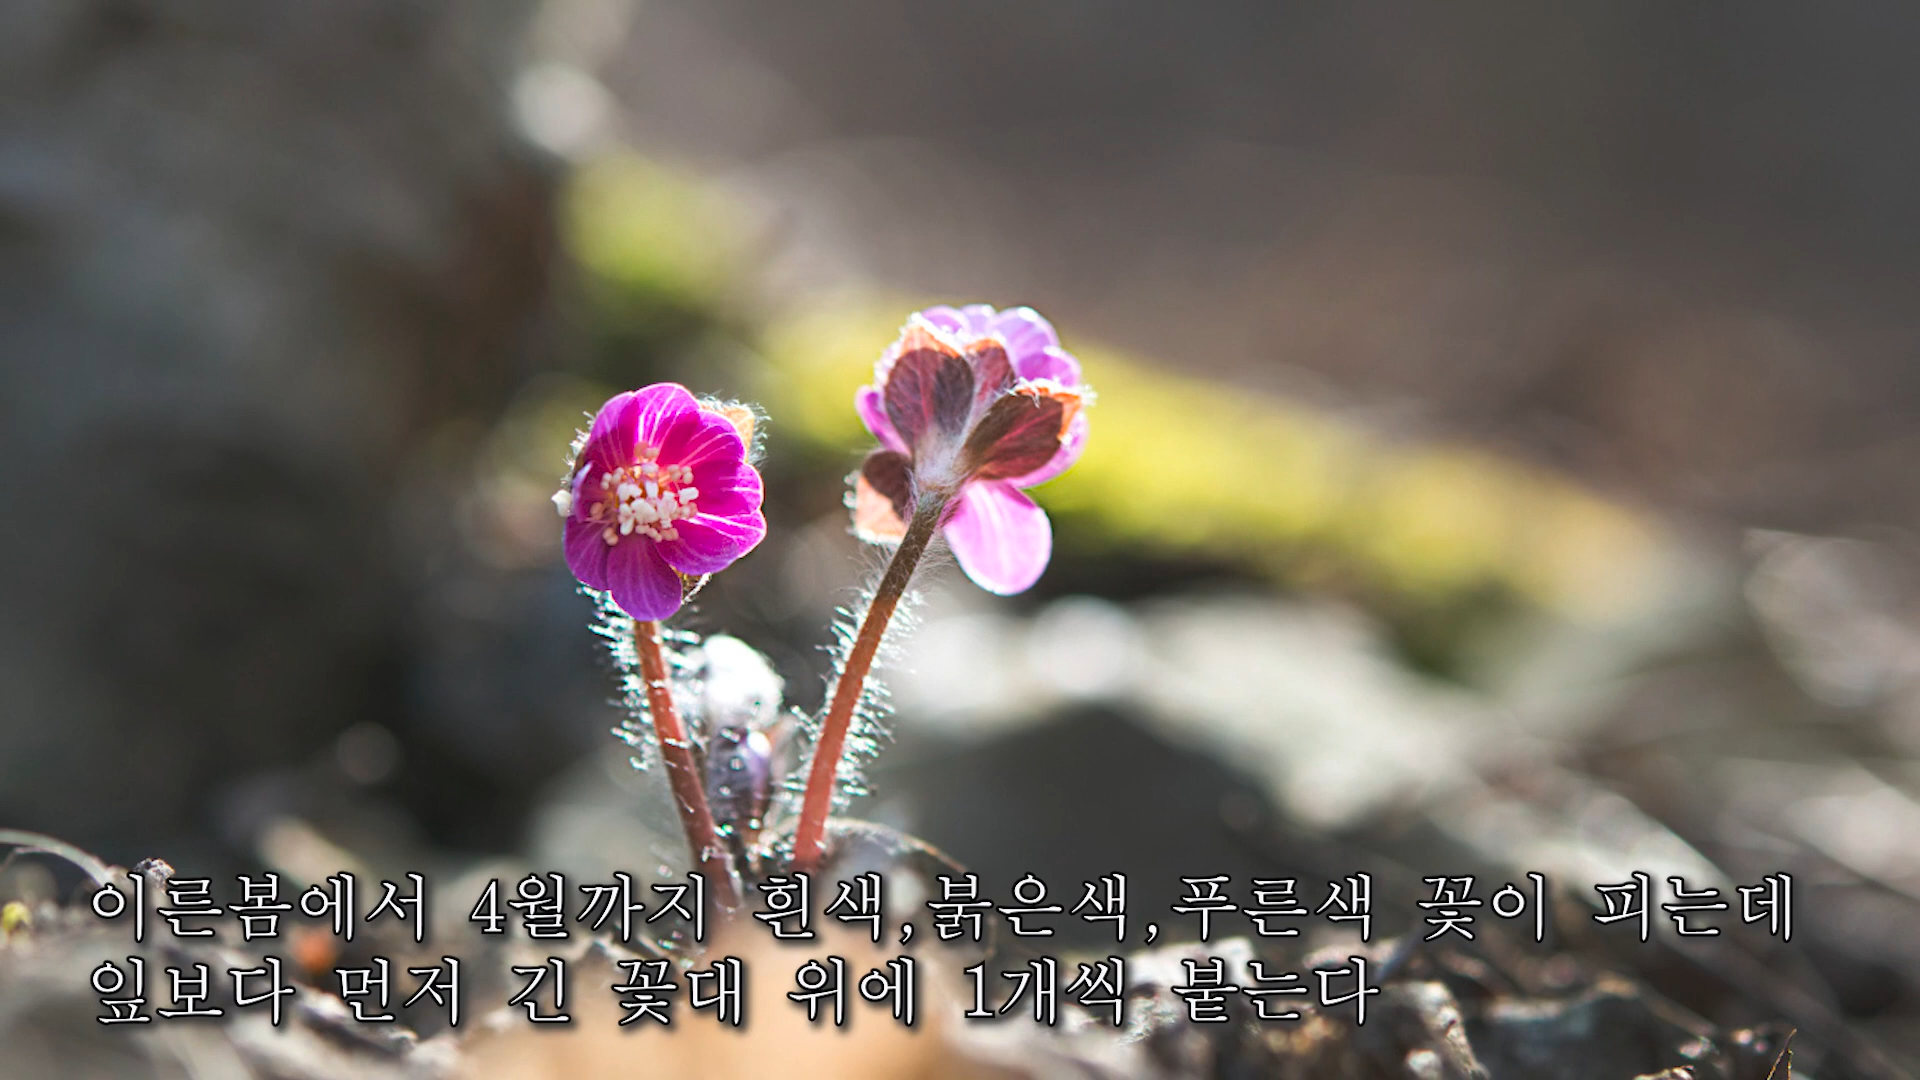 이른봄에서 4월까지 흰색,붉은색,푸른색 꽃이 피는데
잎보다 먼저 긴 꽃대 위에 1개씩 붙는다